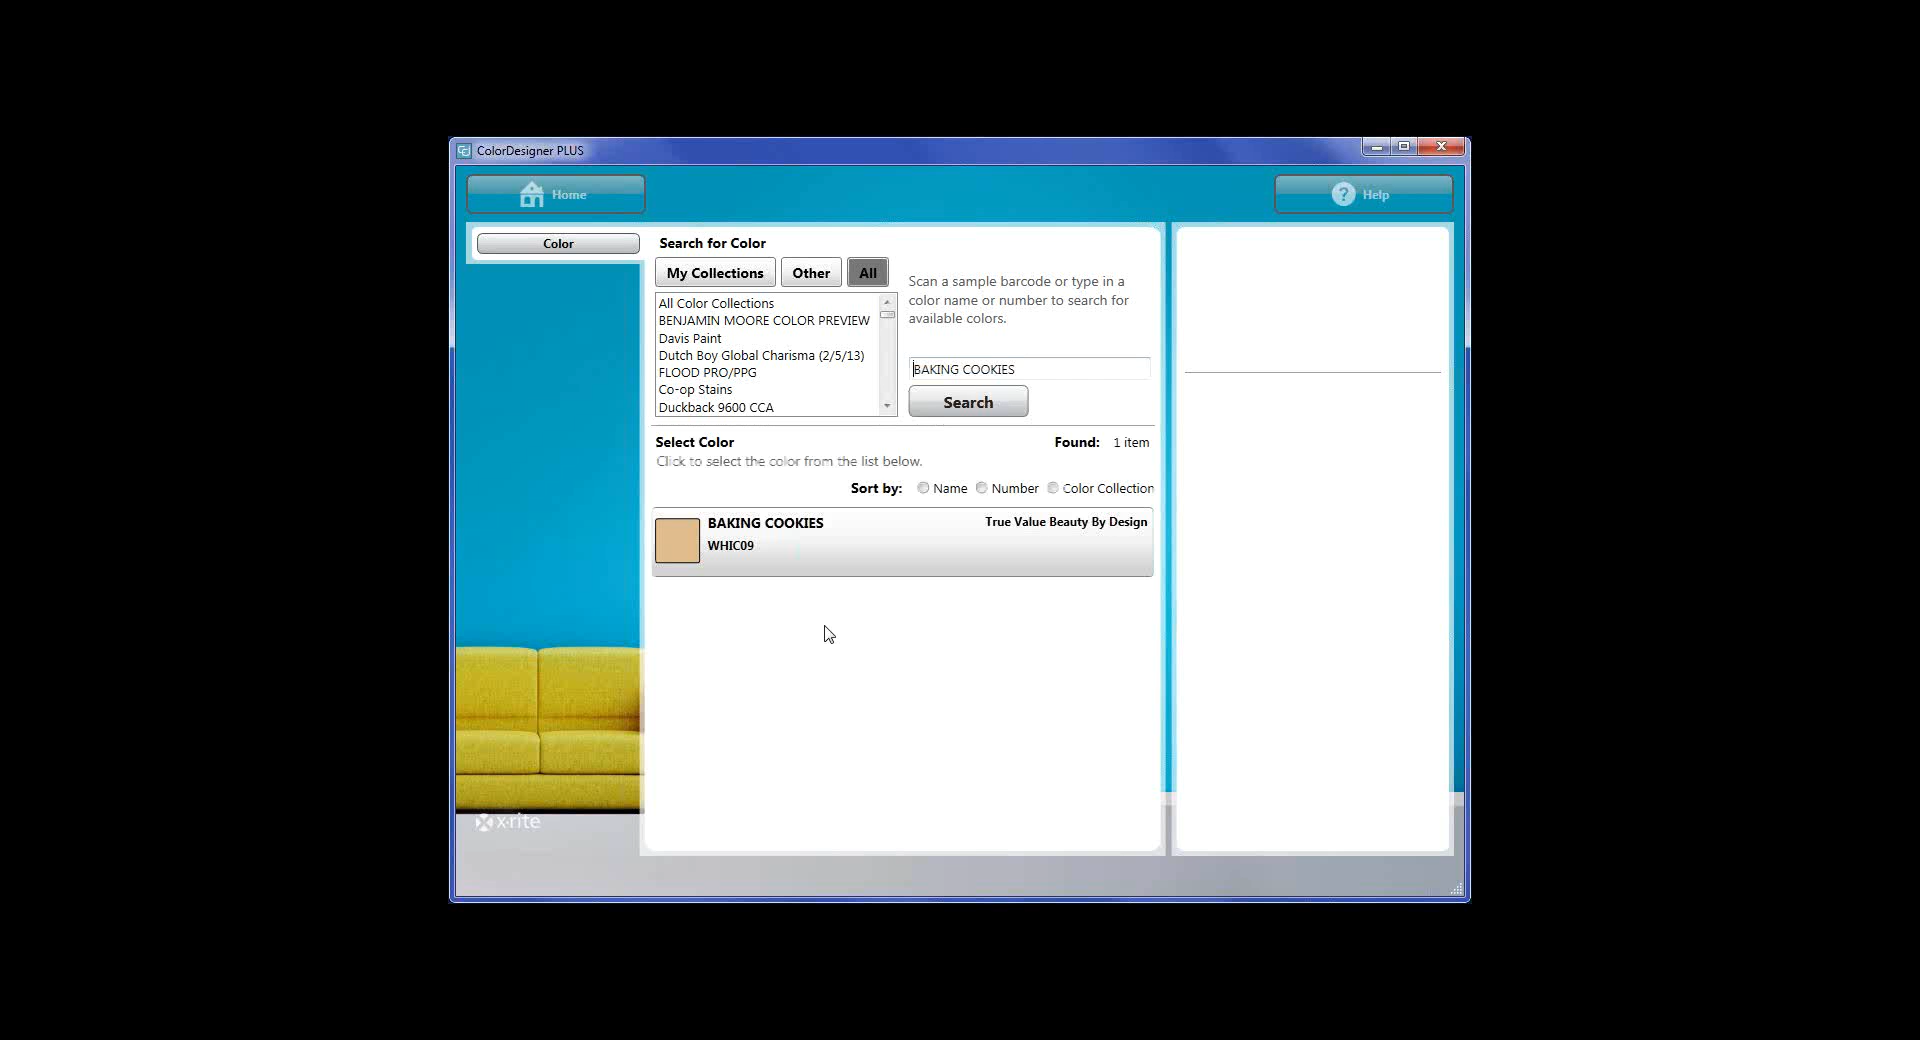 ColorDesigner PLUS
Home
Help
Color
Search for Color
My Collections
Other
All
All Color Collections
BENJAMIN MOORE COLOR PREVIEW
Davis Paint
Dutch Boy Global Charisma (2/5/13)
FLOOD PRO/PPG
Co-op Stains
Duckback 9600 CCA
Scan a sample barcode or type in a
color name or number to search for
available colors.
BAKING COOKIES
Search
Select Color
Found: 1 item
Click to select the color from the list below.
Sort by: Name Number Color Collection
BAKING COOKIES
True Value Beauty By Design
WHIC09
x·rite